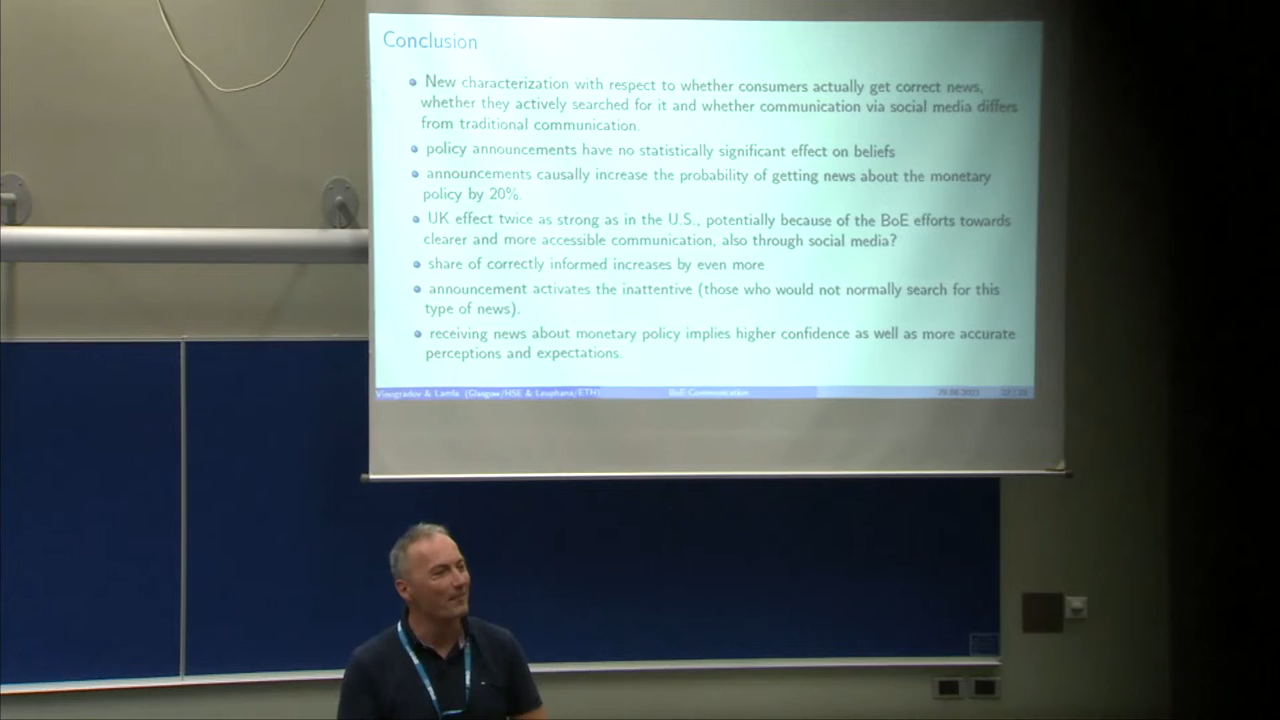 Conclusion
New characterization with respect to whether consumers actually get correct news,
whether they actively searched for it and whether communication via social media differs
from traditional communication.
policy announcements have no statistically significant effect on beliefs
announcements causally increase the probability of getting news about the monetary
policy by 20%.
UK effect twice as strong as in the U.S., potentially because of the BoE efforts towards
clearer and more accessible communication, also through social media?
share of correctly informed increases by even more
announcement activates the inattentive (those who would not normally search for this
type of news).
receiving news about monetary policy implies higher confidence as well as more accurate
perceptions and expectations.
Vinogradov & Lamla (Glasgow/HSE & Leuphana/ETH) BoE Communication